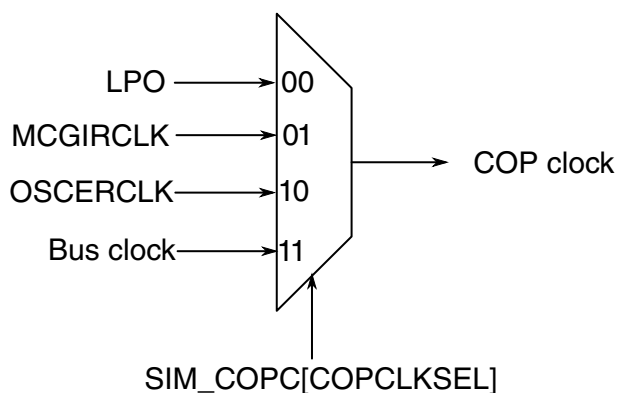 LPO
00
MCGIRCLK
01
OSCERCLK
10
Bus clock
11
COP clock
SIM_COPC[COPCLKSEL]